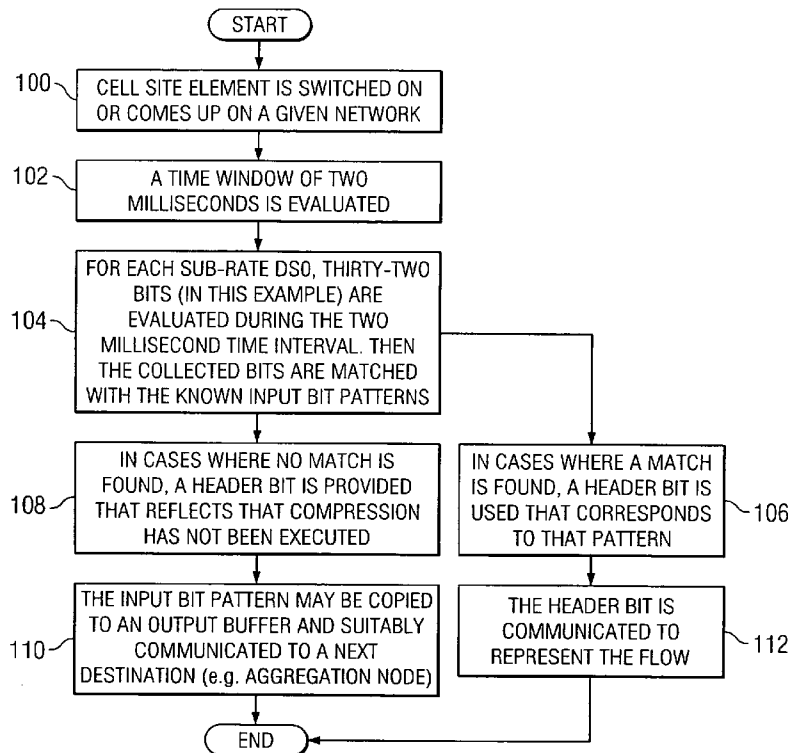 START
100
CELL SITE ELEMENT IS SWITCHED ON
OR COMES UP ON A GIVEN NETWORK
102
A TIME WINDOW OF TWO
MILLISECONDS IS EVALUATED
104
FOR EACH SUB-RATE DS0, THIRTY-TWO
BITS (IN THIS EXAMPLE) ARE
EVALUATED DURING THE TWO
MILLISECOND TIME INTERVAL. THEN
THE COLLECTED BITS ARE MATCHED
WITH THE KNOWN INPUT BIT PATTERNS
108
IN CASES WHERE NO MATCH IS
FOUND, A HEADER BIT IS PROVIDED
THAT REFLECTS THAT COMPRESSION
HAS NOT BEEN EXECUTED
IN CASES WHERE A MATCH
IS FOUND, A HEADER BIT IS
USED THAT CORRESPONDS
TO THAT PATTERN
106
110
THE INPUT BIT PATTERN MAY BE COPIED
TO AN OUTPUT BUFFER AND SUITABLY
COMMUNICATED TO A NEXT
DESTINATION (e.g. AGGREGATION NODE)
THE HEADER BIT IS
COMMUNICATED TO
REPRESENT THE FLOW
112
END